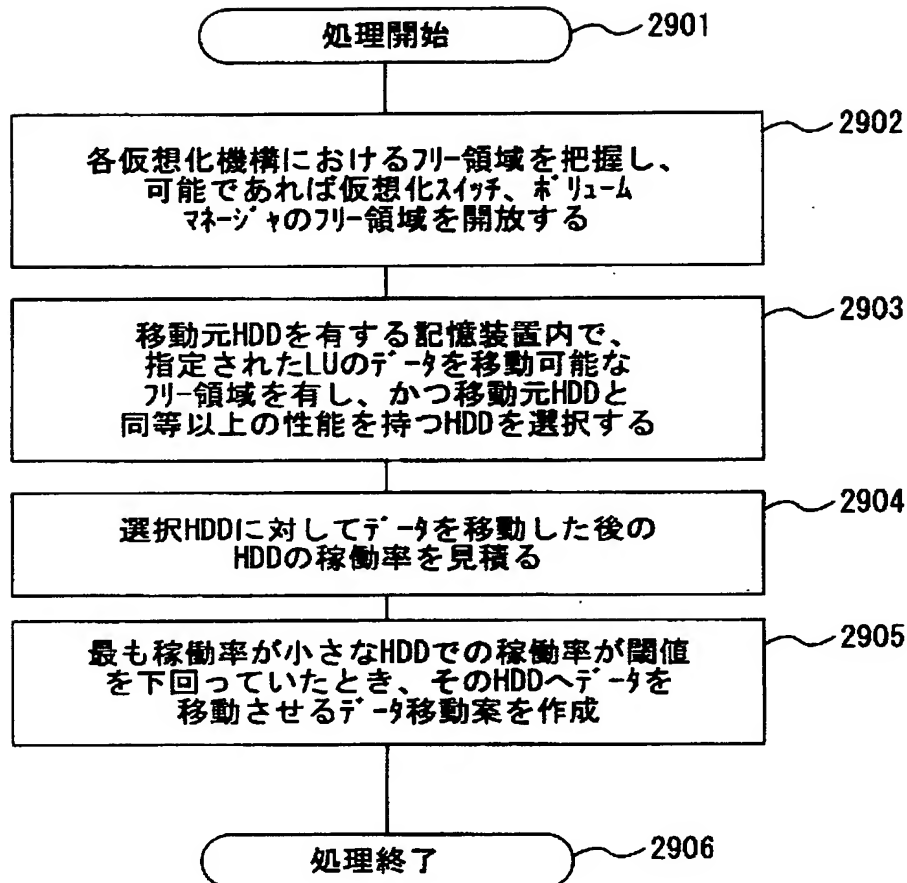 処理開始
2901
2902
各仮想化機構におけるﾌﾘｰ領域を把握し、
可能であれば仮想化ｽｲｯﾁ、ﾎﾞﾘｭｰﾑ
ﾏﾈｰｼﾞｬのﾌﾘｰ領域を開放する
2903
移動元HDDを有する記憶装置内で、
指定されたLUのﾃﾞｰﾀを移動可能な
ﾌﾘｰ領域を有し、かつ移動元HDDと
同等以上の性能を持つHDDを選択する
2904
選択HDDに対してﾃﾞｰﾀを移動した後の
HDDの稼働率を見積る
2905
最も稼働率が小さなHDDでの稼働率が閾値
を下回っていたとき、そのHDDへﾃﾞｰﾀを
移動させるﾃﾞｰﾀ移動案を作成
処理終了
2906